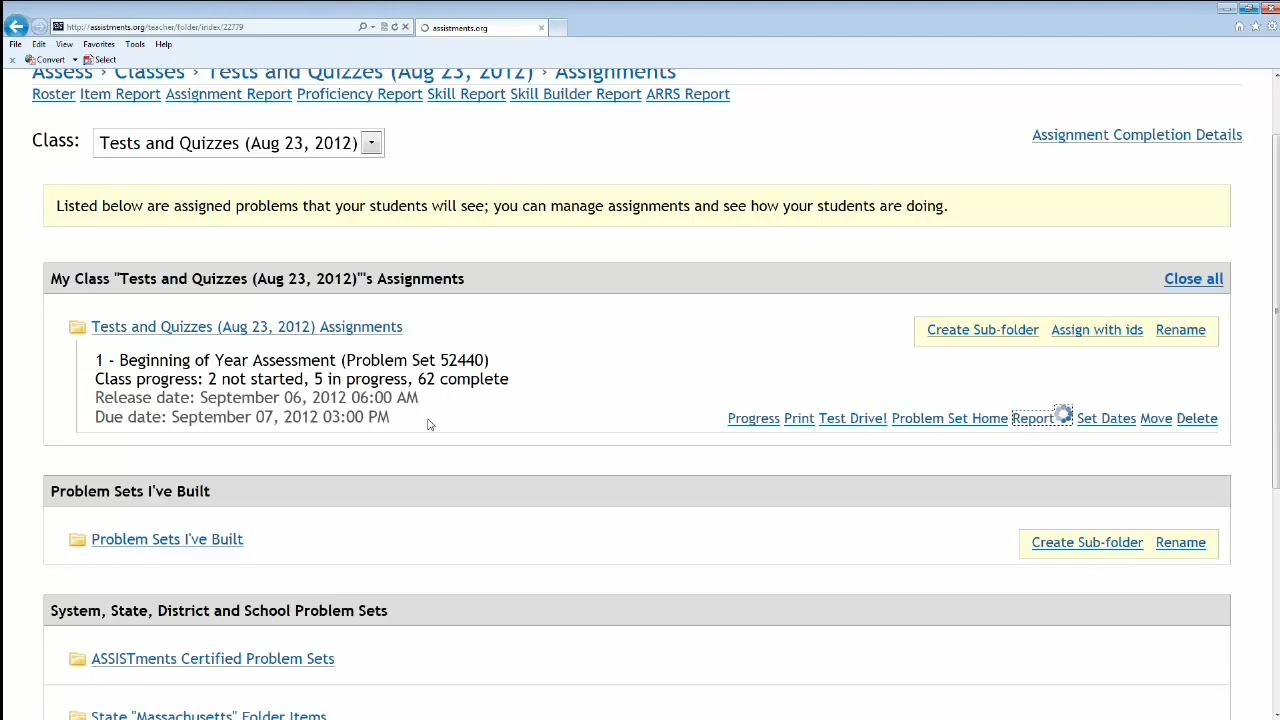 http://assistments.org/teacher/folder/index/22779
assistments.org
File Edit View Favorites Tools Help
x Convert Select
Assess › Classes › Tests and Quizzes (Aug 23, 2012) › Assignments
Roster Item Report Assignment Report Proficiency Report Skill Report Skill Builder Report ARRS Report
Class: Tests and Quizzes (Aug 23, 2012)
Assignment Completion Details
Listed below are assigned problems that your students will see; you can manage assignments and see how your students are doing.
My Class "Tests and Quizzes (Aug 23, 2012)"'s Assignments Close all
Tests and Quizzes (Aug 23, 2012) Assignments
Create Sub-folder Assign with ids Rename
1 - Beginning of Year Assessment (Problem Set 52440)
Class progress: 2 not started, 5 in progress, 62 complete
Release date: September 06, 2012 06:00 AM
Due date: September 07, 2012 03:00 PM
Progress Print Test Drive! Problem Set Home Report Set Dates Move Delete
Problem Sets I've Built
Problem Sets I've Built
Create Sub-folder Rename
System, State, District and School Problem Sets
ASSISTments Certified Problem Sets
State "Massachusetts" Folder Items